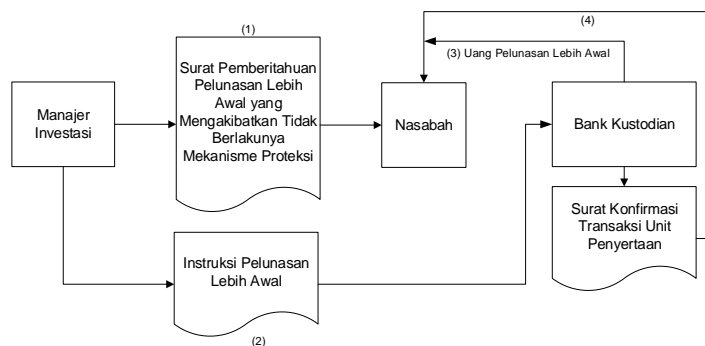 (1)
(4)
Surat Pemberitahuan
Pelunasan Lebih
Awal yang
Mengakibatkan Tidak
Berlakunya
Mekanisme Proteksi
(3) Uang Pelunasan Lebih Awal
Manajer
Investasi
Nasabah
Bank Kustodian
Surat Konfirmasi
Transaksi Unit
Penyertaan
Instruksi Pelunasan
Lebih Awal
(2)